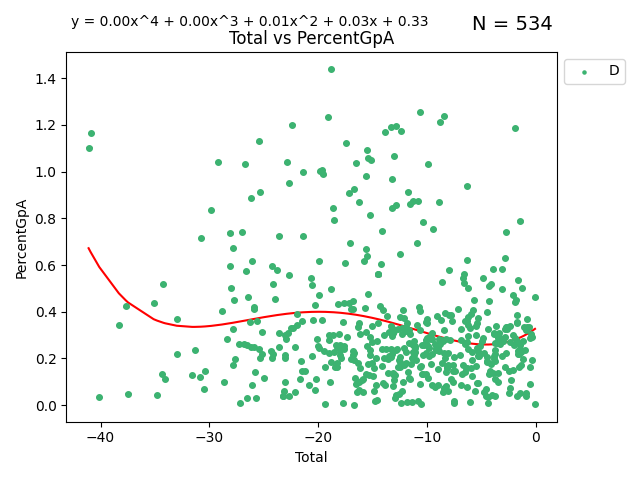 y = 0.00x^4 + 0.00x^3 + 0.01x^2 + 0.03x + 0.33
N = 534
Total vs PercentGpA
D
PercentGpA
1.4
1.2
1.0
0.8
0.6
0.4
0.2
0.0
−40
−30
−20
−10
0
Total